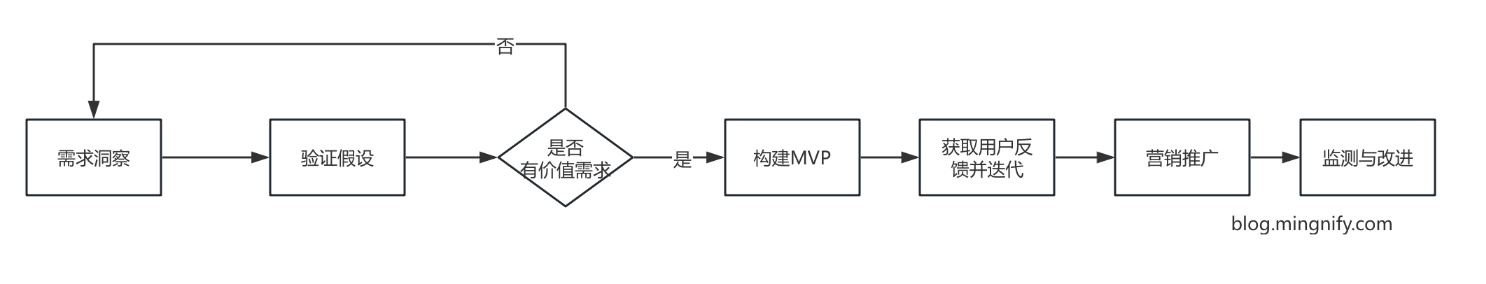 否
需求洞察
验证假设
是否
有价值需求
是
构建MVP
获取用户反
馈并迭代
营销推广
监测与改进
blog.mingnify.com